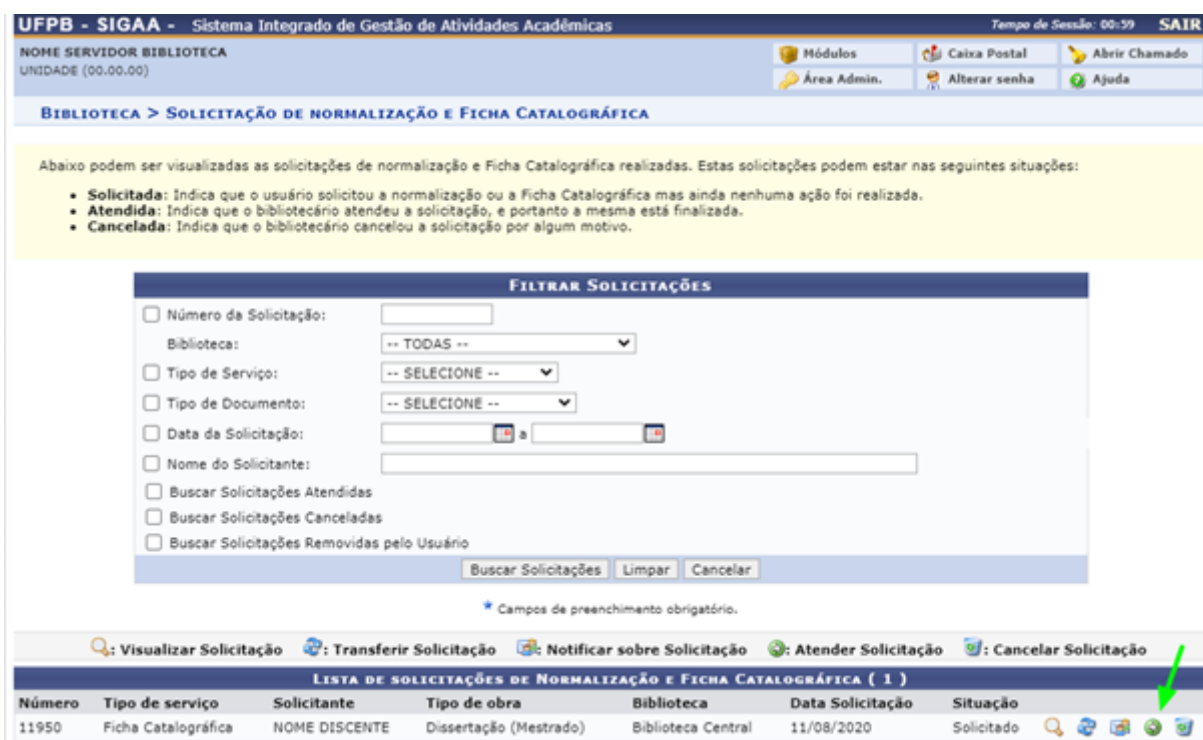 UFPB - SIGAA - Sistema Integrado de Gestão de Atividades Acadêmicas Tempo de Sessão: 00:59 SAIR
NOME SERVIDOR BIBLIOTECA Módulos Caixa Postal Abrir Chamado
UNIDADE (00.00.00) Área Admin. Alterar senha Ajuda
BIBLIOTECA > SOLICITAÇÃO DE NORMALIZAÇÃO E FICHA CATALOGRÁFICA
Abaixo podem ser visualizadas as solicitações de normalização e Ficha Catalográfica realizadas. Estas solicitações podem estar nas seguintes situações:
• Solicitada: Indica que o usuário solicitou a normalização ou a Ficha Catalográfica mas ainda nenhuma ação foi realizada.
• Atendida: Indica que o bibliotecário atendeu a solicitação, e portanto a mesma está finalizada.
• Cancelada: Indica que o bibliotecário cancelou a solicitação por algum motivo.
FILTRAR SOLICITAÇÕES
Número da Solicitação:
Biblioteca: -- TODAS --
Tipo de Serviço: -- SELECIONE --
Tipo de Documento: -- SELECIONE --
Data da Solicitação: a
Nome do Solicitante:
Buscar Solicitações Atendidas
Buscar Solicitações Canceladas
Buscar Solicitações Removidas pelo Usuário
Buscar Solicitações Limpar Cancelar
* Campos de preenchimento obrigatório.
: Visualizar Solicitação : Transferir Solicitação : Notificar sobre Solicitação : Atender Solicitação : Cancelar Solicitação
LISTA DE SOLICITAÇÕES DE NORMALIZAÇÃO E FICHA CATALOGRÁFICA ( 1 )
Número Tipo de serviço Solicitante Tipo de obra Biblioteca Data Solicitação Situação
11950 Ficha Catalográfica NOME DISCENTE Dissertação (Mestrado) Biblioteca Central 11/08/2020 Solicitado